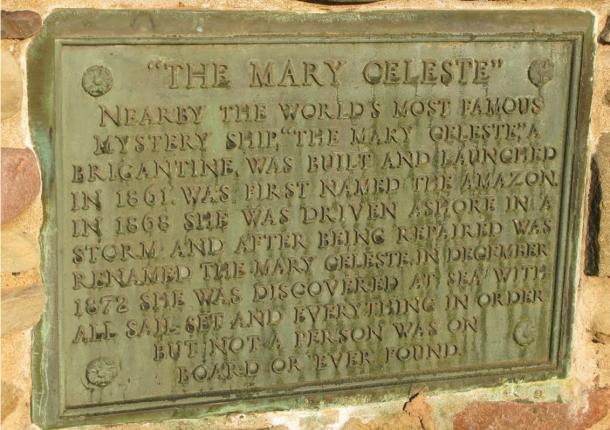 "THE MARY CELESTE"
NEARBY THE WORLD'S MOST FAMOUS
MYSTERY SHIP, "THE MARY CELESTE," A
BRIGANTINE, WAS BUILT AND LAUNCHED
IN 1861. WAS FIRST NAMED THE AMAZON.
IN 1868 SHE WAS DRIVEN ASHORE IN A
STORM AND AFTER BEING REPAIRED WAS
RENAMED THE MARY CELESTE. IN DECEMBER
1872 SHE WAS DISCOVERED AT SEA WITH
ALL SAIL SET AND EVERYTHING IN ORDER
BUT NOT A PERSON WAS ON
BOARD OR EVER FOUND.